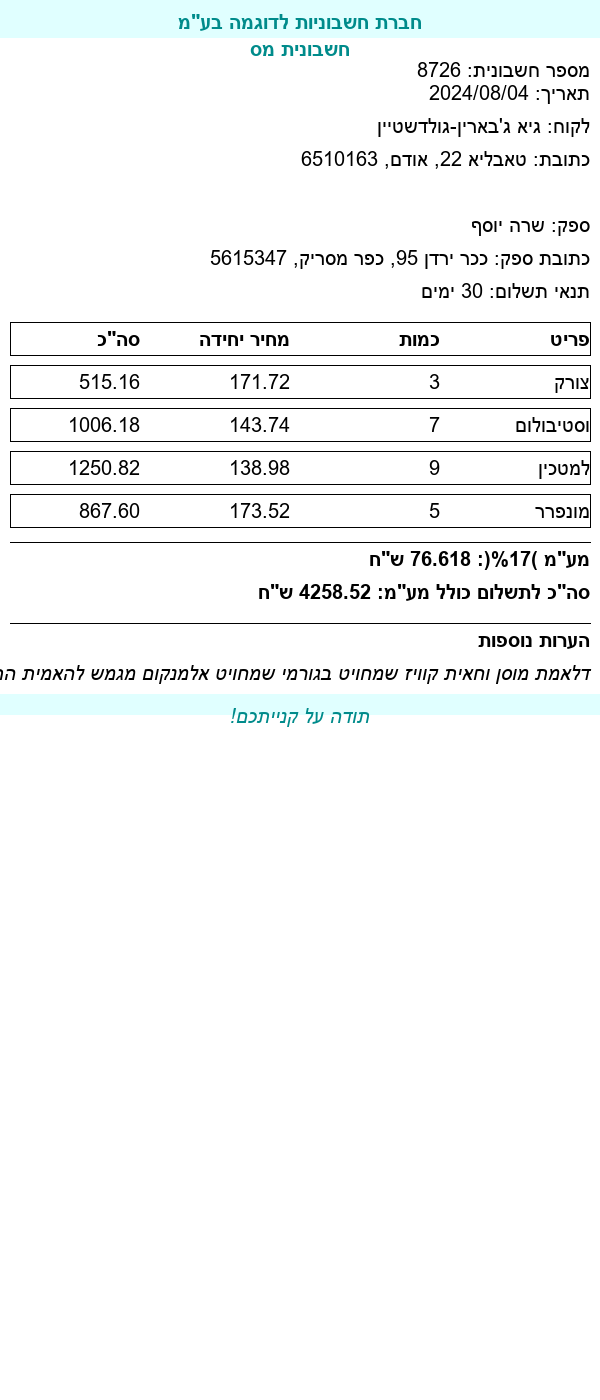 חברת חשבוניות לדוגמה בע"מ
חשבונית מס
מספר חשבונית: 8726
תאריך: 2024/08/04
לקוח: גיא ג'בארין-גולדשטיין
כתובת: טאבליא 22, אודם, 6510163
ספק: שרה יוסף
כתובת ספק: ככר ירדן 95, כפר מסריק, 5615347
תנאי תשלום: 30 ימים
פריט כמות מחיר יחידה סה"כ
צורק 3 171.72 515.16
וסטיבולום 7 143.74 1006.18
למטכין 9 138.98 1250.82
מונפרר 5 173.52 867.60
מע"מ )17%(: 76.618 ש"ח
סה"כ לתשלום כולל מע"מ: 4258.52 ש"ח
הערות נוספות
דלאמת מוסן וחאית קוויז שמחויט בגורמי שמחויט אלמנקום מגמש להאמית
תודה על קנייתכם!